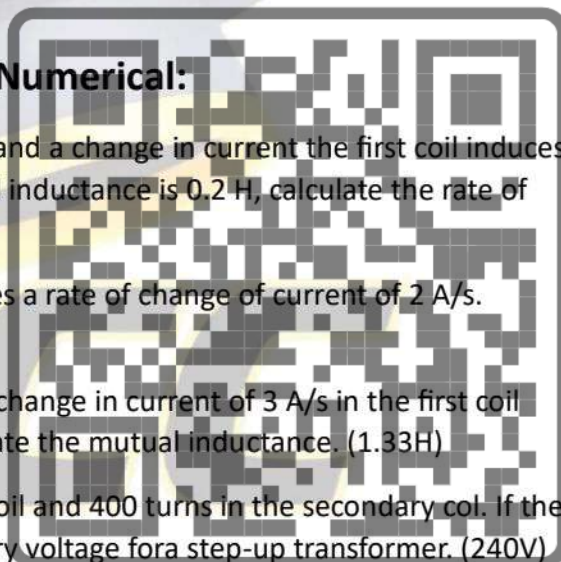 Numerical:
and a change in current the first coil induces
inductance is 0.2 H, calculate the rate of
a rate of change of current of 2 A/s.
change in current of 3 A/s in the first coil
the mutual inductance. (1.33H)
and 400 turns in the secondary col. If the
voltage fora step-up transformer. (240V)